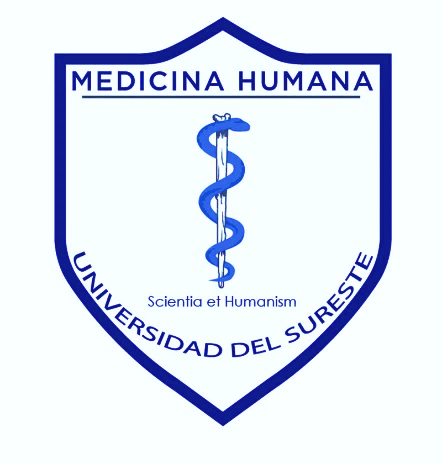 MEDICINA HUMANA
Scientia et Humanism
UNIVERSIDAD DEL SURESTE